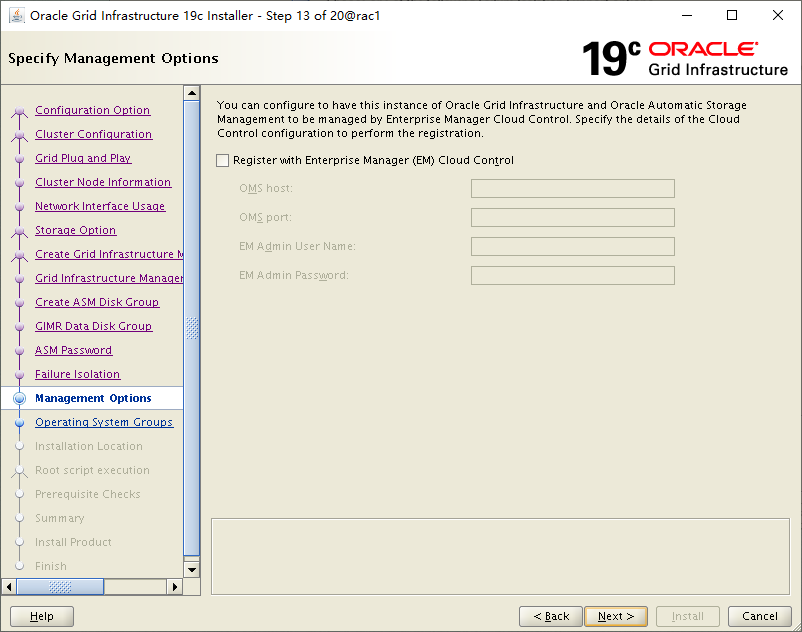 Oracle Grid Infrastructure 19c Installer - Step 13 of 20@rac1
Specify Management Options
19c ORACLE
Grid Infrastructure
Configuration Option
Cluster Configuration
Grid Plug and Play
Cluster Node Information
Network Interface Usage
Storage Option
Create Grid Infrastructure M
Grid Infrastructure Manager
Create ASM Disk Group
GIMR Data Disk Group
ASM Password
Failure Isolation
Management Options
Operating System Groups
Installation Location
Root script execution
Prerequisite Checks
Summary
Install Product
Finish
You can configure to have this instance of Oracle Grid Infrastructure and Oracle Automatic Storage
Management to be managed by Enterprise Manager Cloud Control. Specify the details of the Cloud
Control configuration to perform the registration.
Register with Enterprise Manager (EM) Cloud Control
OMS host:
OMS port:
EM Admin User Name:
EM Admin Password:
Help
< Back
Next >
Install
Cancel